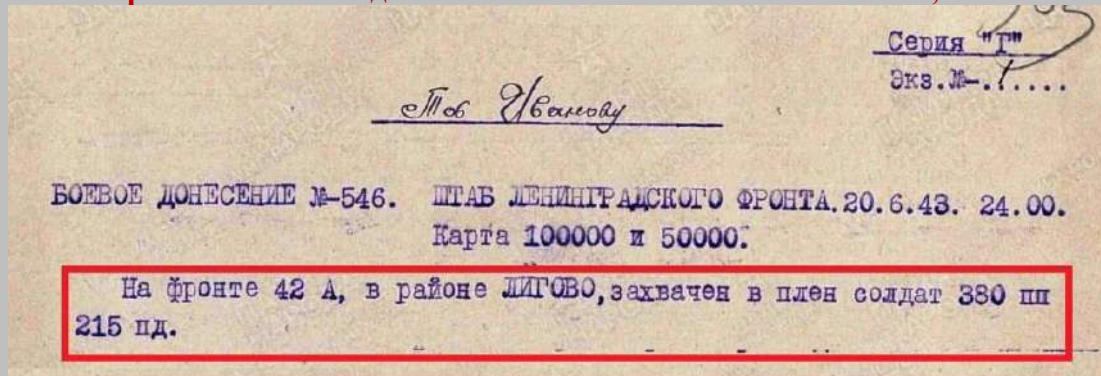 Серия "Г"
Экз.№-.1....
Тов Иванову
БОЕВОЕ ДОНЕСЕНИЕ №-546. ШТАБ ЛЕНИНГРАДСКОГО ФРОНТА.20.6.43. 24.00.
Карта 100000 и 50000.
На фронте 42 А, в районе ЛИГОВО,захвачен в плен солдат 380 пп
215 пд.